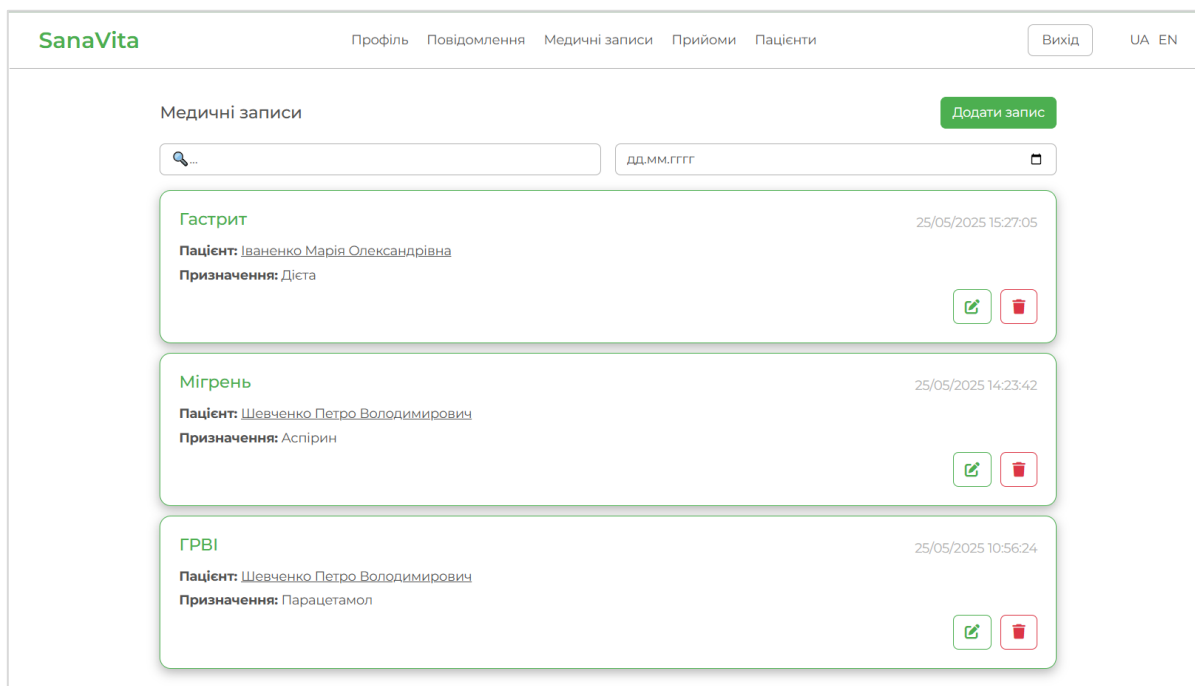 SanaVita
Профіль Повідомлення Медичні записи Прийоми Пацієнти
Вихід
UA EN
Медичні записи
Додати запис
...
дд.мм.гггг
Гастрит
25/05/2025 15:27:05
Пацієнт: Іваненко Марія Олександрівна
Призначення: Дієта
Мігрень
25/05/2025 14:23:42
Пацієнт: Шевченко Петро Володимирович
Призначення: Аспірин
ГРВІ
25/05/2025 10:56:24
Пацієнт: Шевченко Петро Володимирович
Призначення: Парацетамол